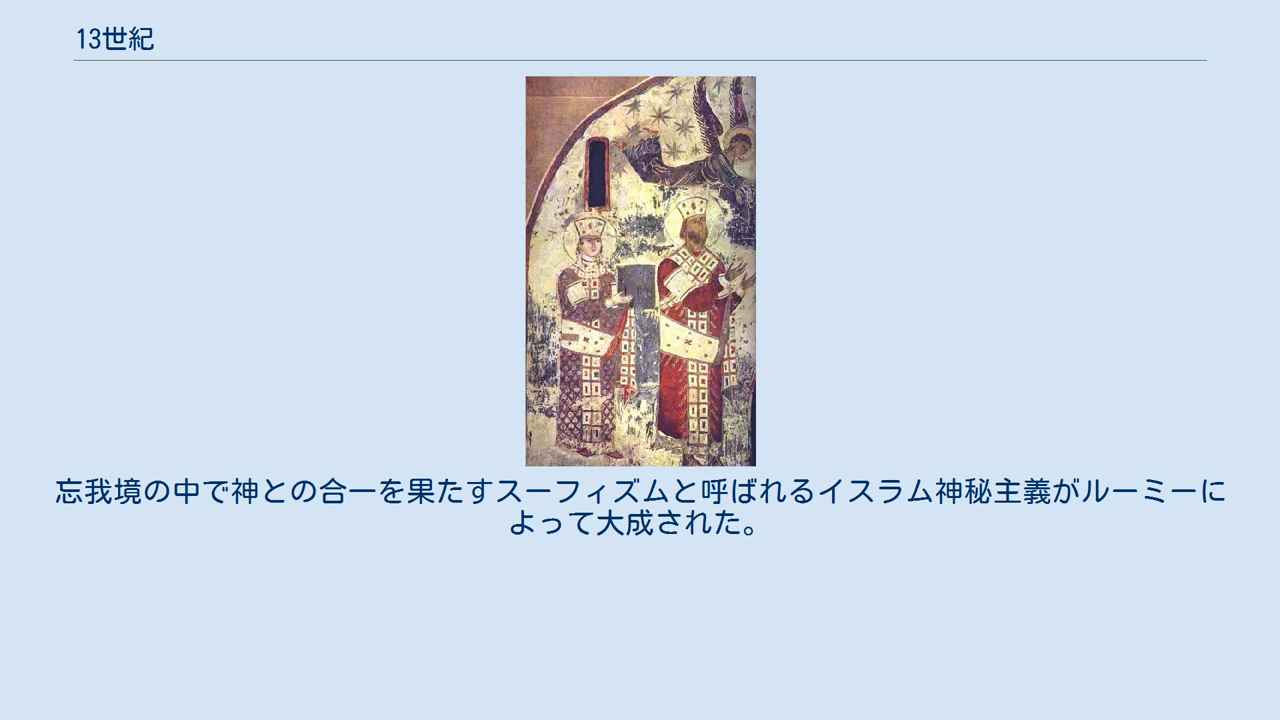 13世紀
忘我境の中で神との合一を果たすスーフィズムと呼ばれるイスラム神秘主義がルーミーに
よって大成された。